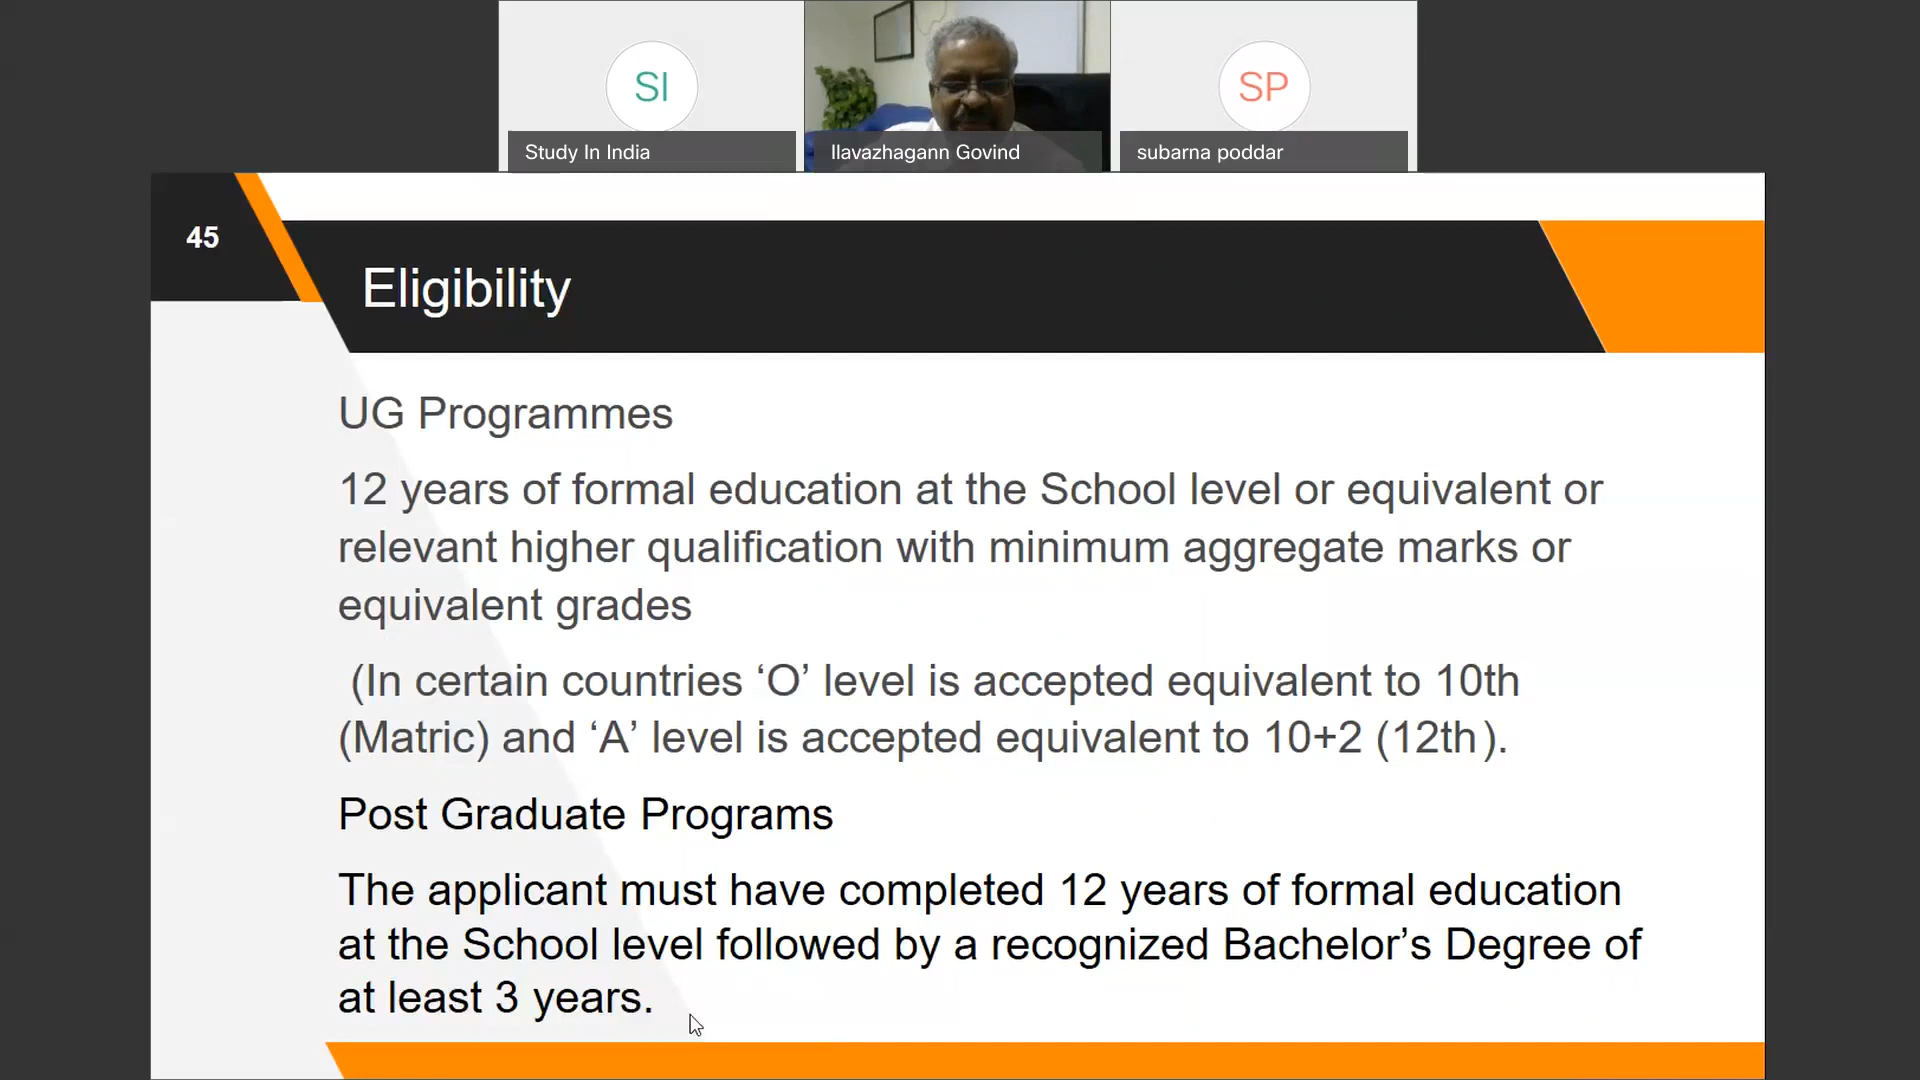 SI
SP
Study In India
Ilavazhagann Govind
subarna poddar
45
Eligibility
UG Programmes
12 years of formal education at the School level or equivalent or
relevant higher qualification with minimum aggregate marks or
equivalent grades
(In certain countries ‘O’ level is accepted equivalent to 10th
(Matric) and ‘A’ level is accepted equivalent to 10+2 (12th).
Post Graduate Programs
The applicant must have completed 12 years of formal education
at the School level followed by a recognized Bachelor’s Degree of
at least 3 years.